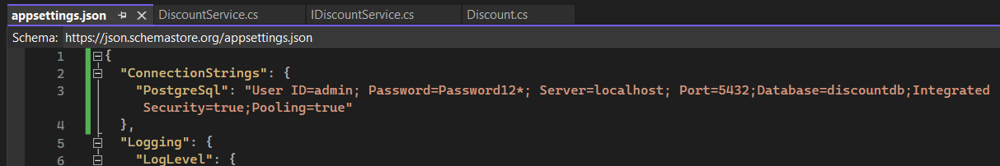 appsettings.json DiscountService.cs IDiscountService.cs Discount.cs
Schema: https://json.schemastore.org/appsettings.json
1 {
2 "ConnectionStrings": {
3 "PostgreSql": "User ID=admin; Password=Password12*; Server=localhost; Port=5432;Database=discountdb;Integrated
Security=true;Pooling=true"
4 },
5 "Logging": {
6 "LogLevel": {